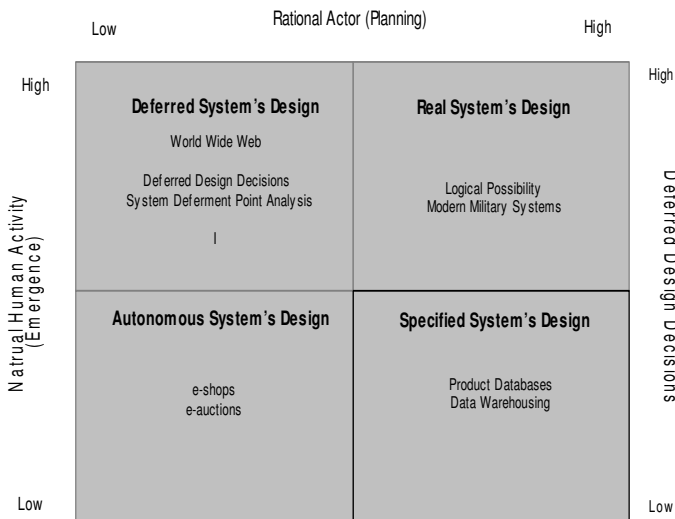 Rational Actor (Planning)
Low
High
High
High
Deferred System's Design
World Wide Web
Deferred Design Decisions
System Deferment Point Analysis
I
Real System's Design
Logical Possibility
Modern Military Systems
Natrual Human Activity
(Emergence)
Deferred Design Decisions
Autonomous System's Design
e-shops
e-auctions
Specified System's Design
Product Databases
Data Warehousing
Low
Low